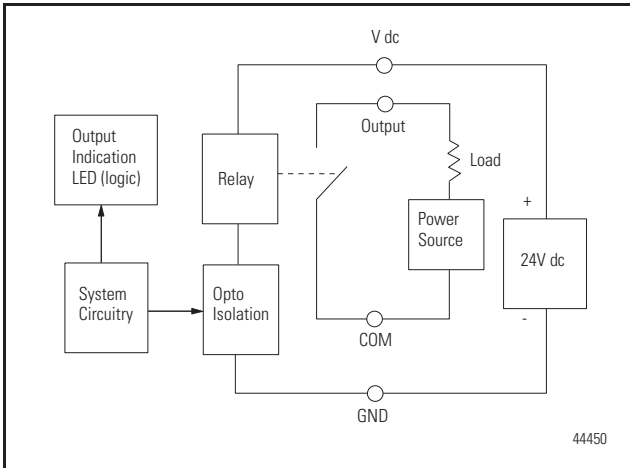 V dc
Output
Indication
LED (logic)
Output
Relay
Load
Power
Source
+
24V dc
-
System
Circuitry
Opto
Isolation
COM
GND
44450